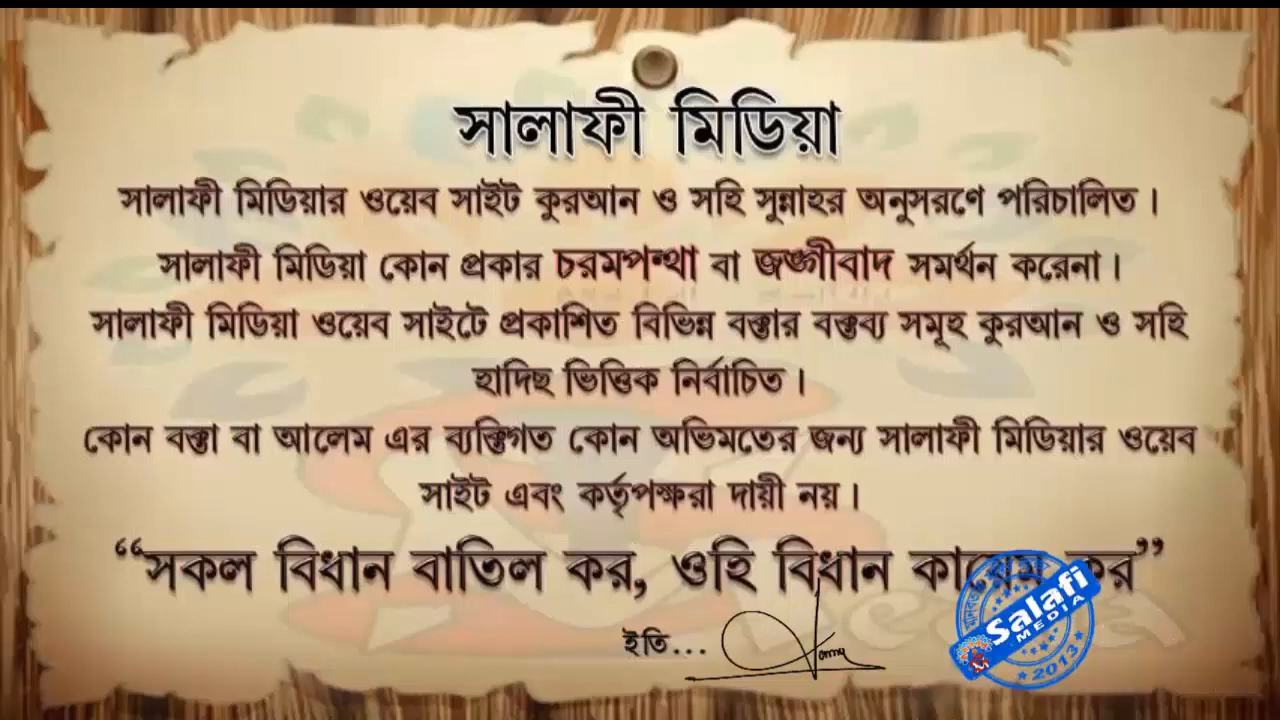 সালাফী মিডিয়া
সালাফী মিডিয়ার ওয়েব সাইট কুরআন ও সহি সুন্নাহর অনুসরণে পরিচালিত।
সালাফী মিডিয়া কোন প্রকার চরমপন্থা বা জঙ্গীবাদ সমর্থন করেনা।
সালাফী মিডিয়া ওয়েব সাইটে প্রকাশিত বিভিন্ন বক্তার বক্তব্য সমূহ কুরআন ও সহি
হাদিছ ভিত্তিক নির্বাচিত।
কোন বক্তা বা আলেম এর ব্যক্তিগত কোন অভিমতের জন্য সালাফী মিডিয়ার ওয়েব
সাইট এবং কর্তৃপক্ষরা দায়ী নয়।
“সকল বিধান বাতিল কর, ওহি বিধান কায়েম কর”
ইতি...
Salafi
MEDIA
2013